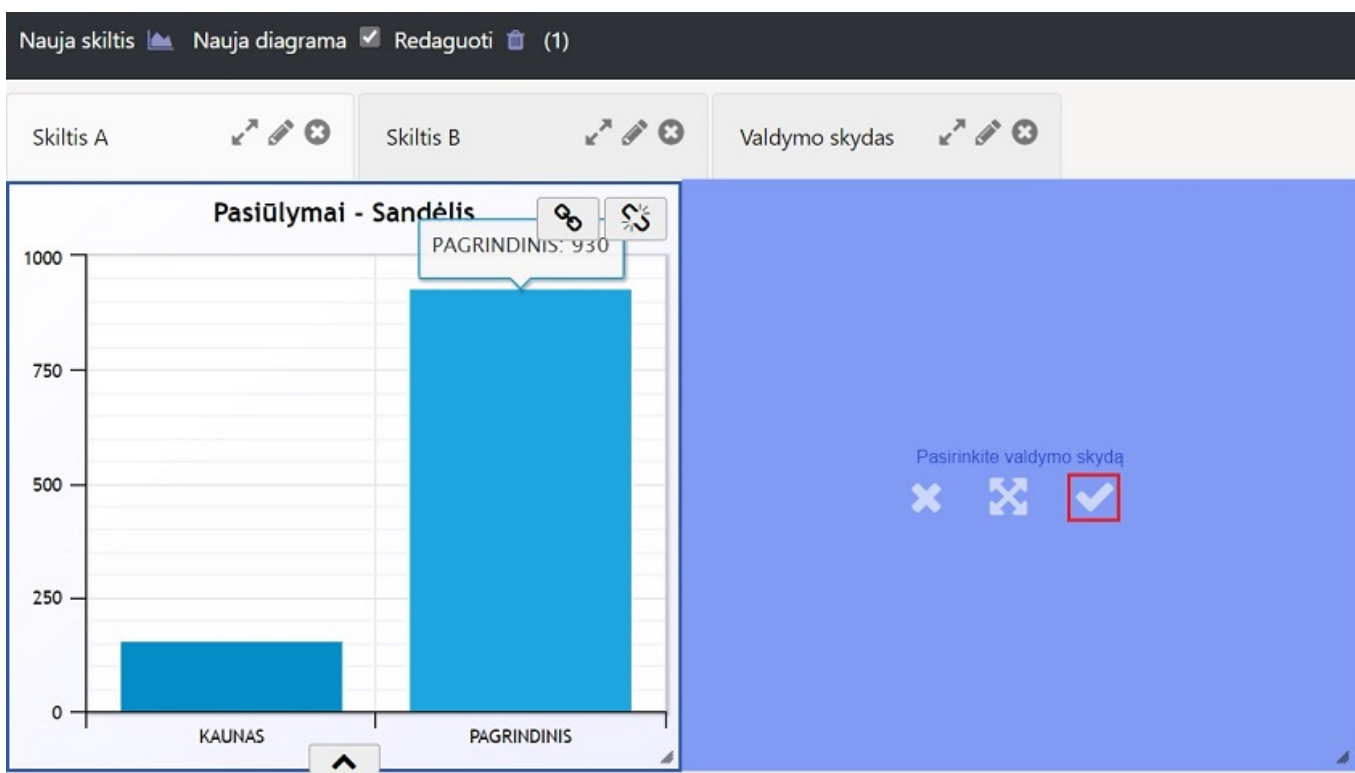 Nauja skiltis Nauja diagrama Redaguoti (1)
Skiltis A Skiltis B Valdymo skydas
Pasiūlymai - Sandėlis
PAGRINDINIS: 930
1000
750
500
250
0
KAUNAS PAGRINDINIS
Pasirinkite valdymo skydą